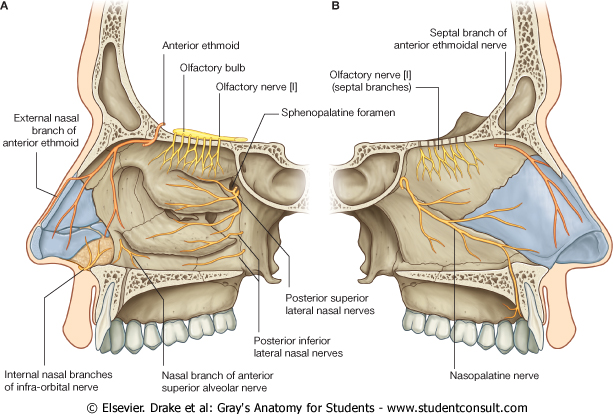 A
Anterior ethmoid
Olfactory bulb
Olfactory nerve [I]
Sphenopalatine foramen
External nasal
branch of
anterior ethmoid
Posterior superior
lateral nasal nerves
Posterior inferior
lateral nasal nerves
Internal nasal branches
of infra-orbital nerve
Nasal branch of anterior
superior alveolar nerve
B
Septal branch of
anterior ethmoidal nerve
Olfactory nerve [I]
(septal branches)
Nasopalatine nerve
© Elsevier. Drake et al: Gray's Anatomy for Students - www.studentconsult.com